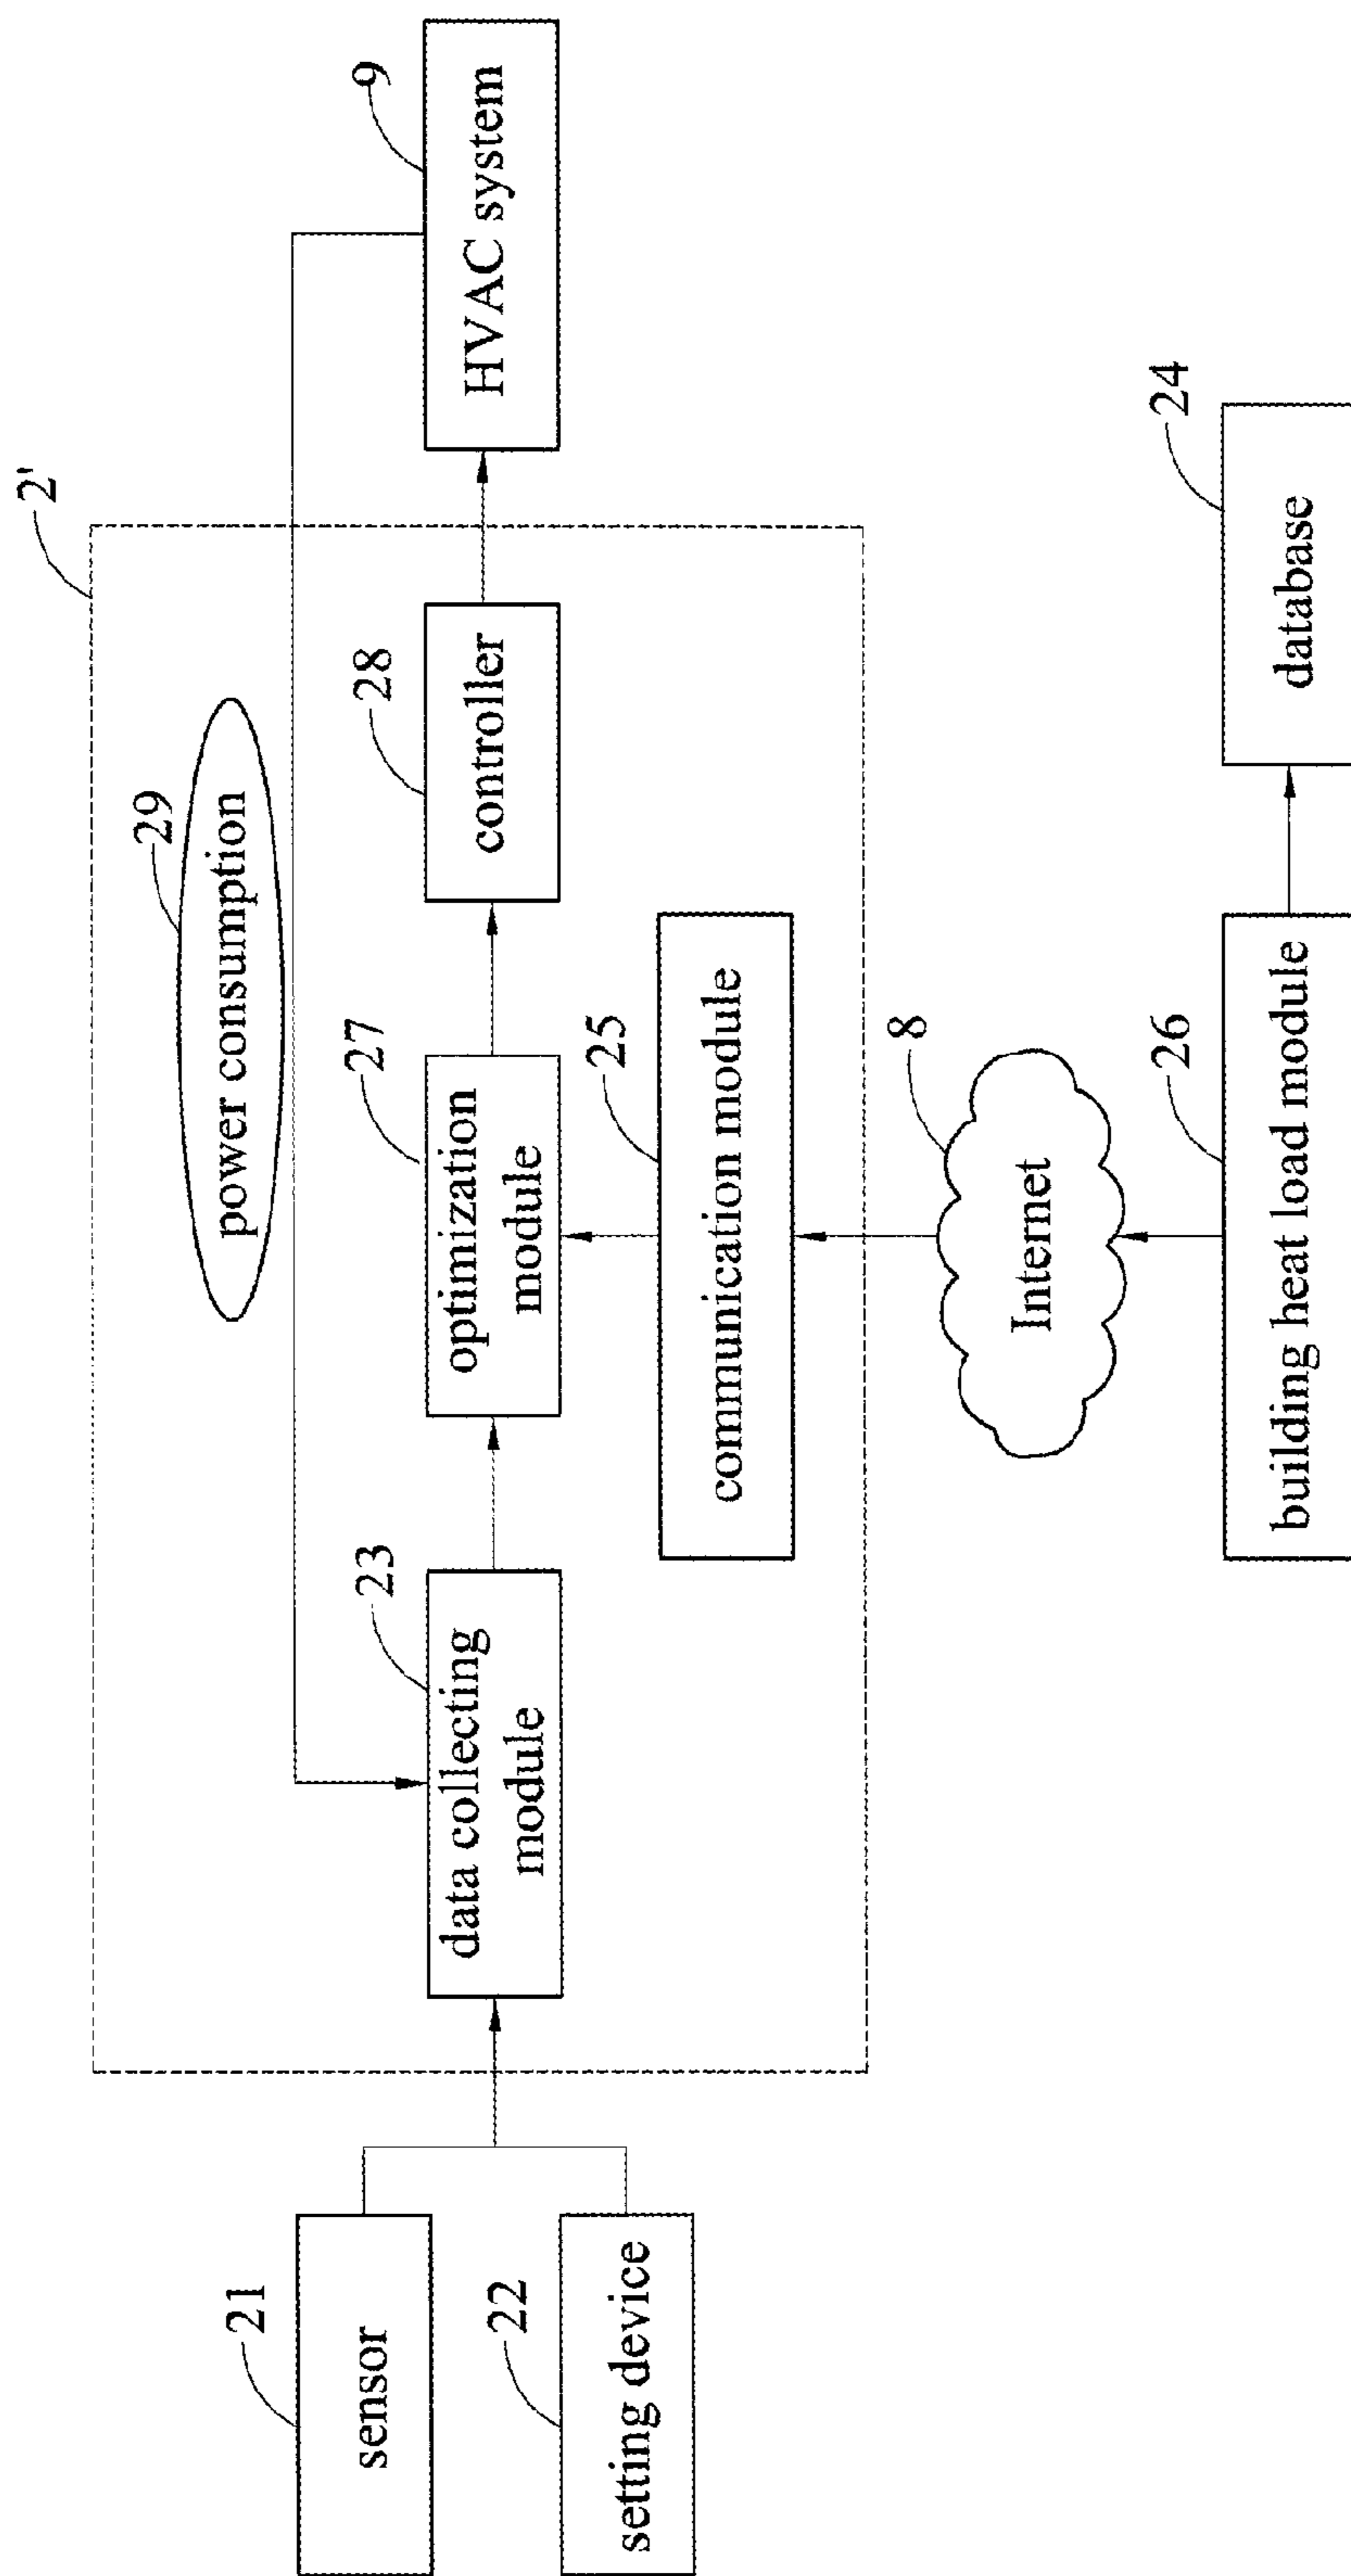 2'
29
power consumption
21
sensor
22
setting device
23
data collecting
module
27
optimization
module
28
controller
9
HVAC system
25
communication module
8
Internet
26
building heat load module
24
database